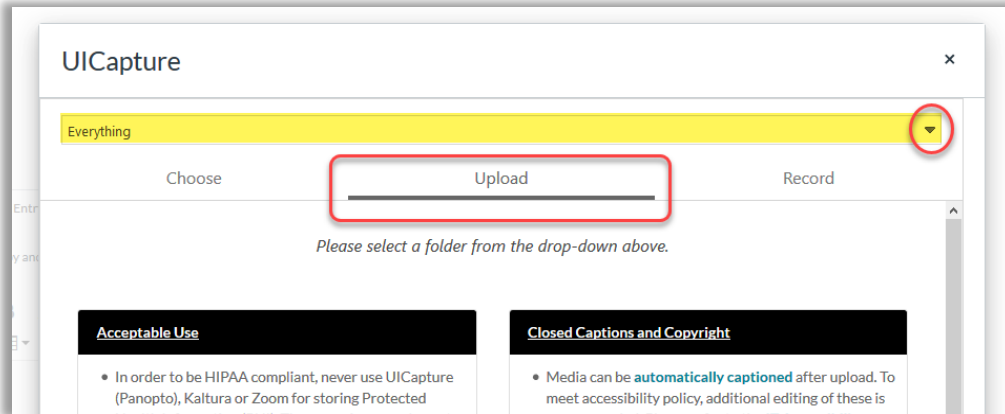 UICapture
×
Everything
Choose Upload Record
Entr
y and
Please select a folder from the drop-down above.
Acceptable Use
• In order to be HIPAA compliant, never use UICapture
(Panopto), Kaltura or Zoom for storing Protected
Closed Captions and Copyright
• Media can be automatically captioned after upload. To
meet accessibility policy, additional editing of these is